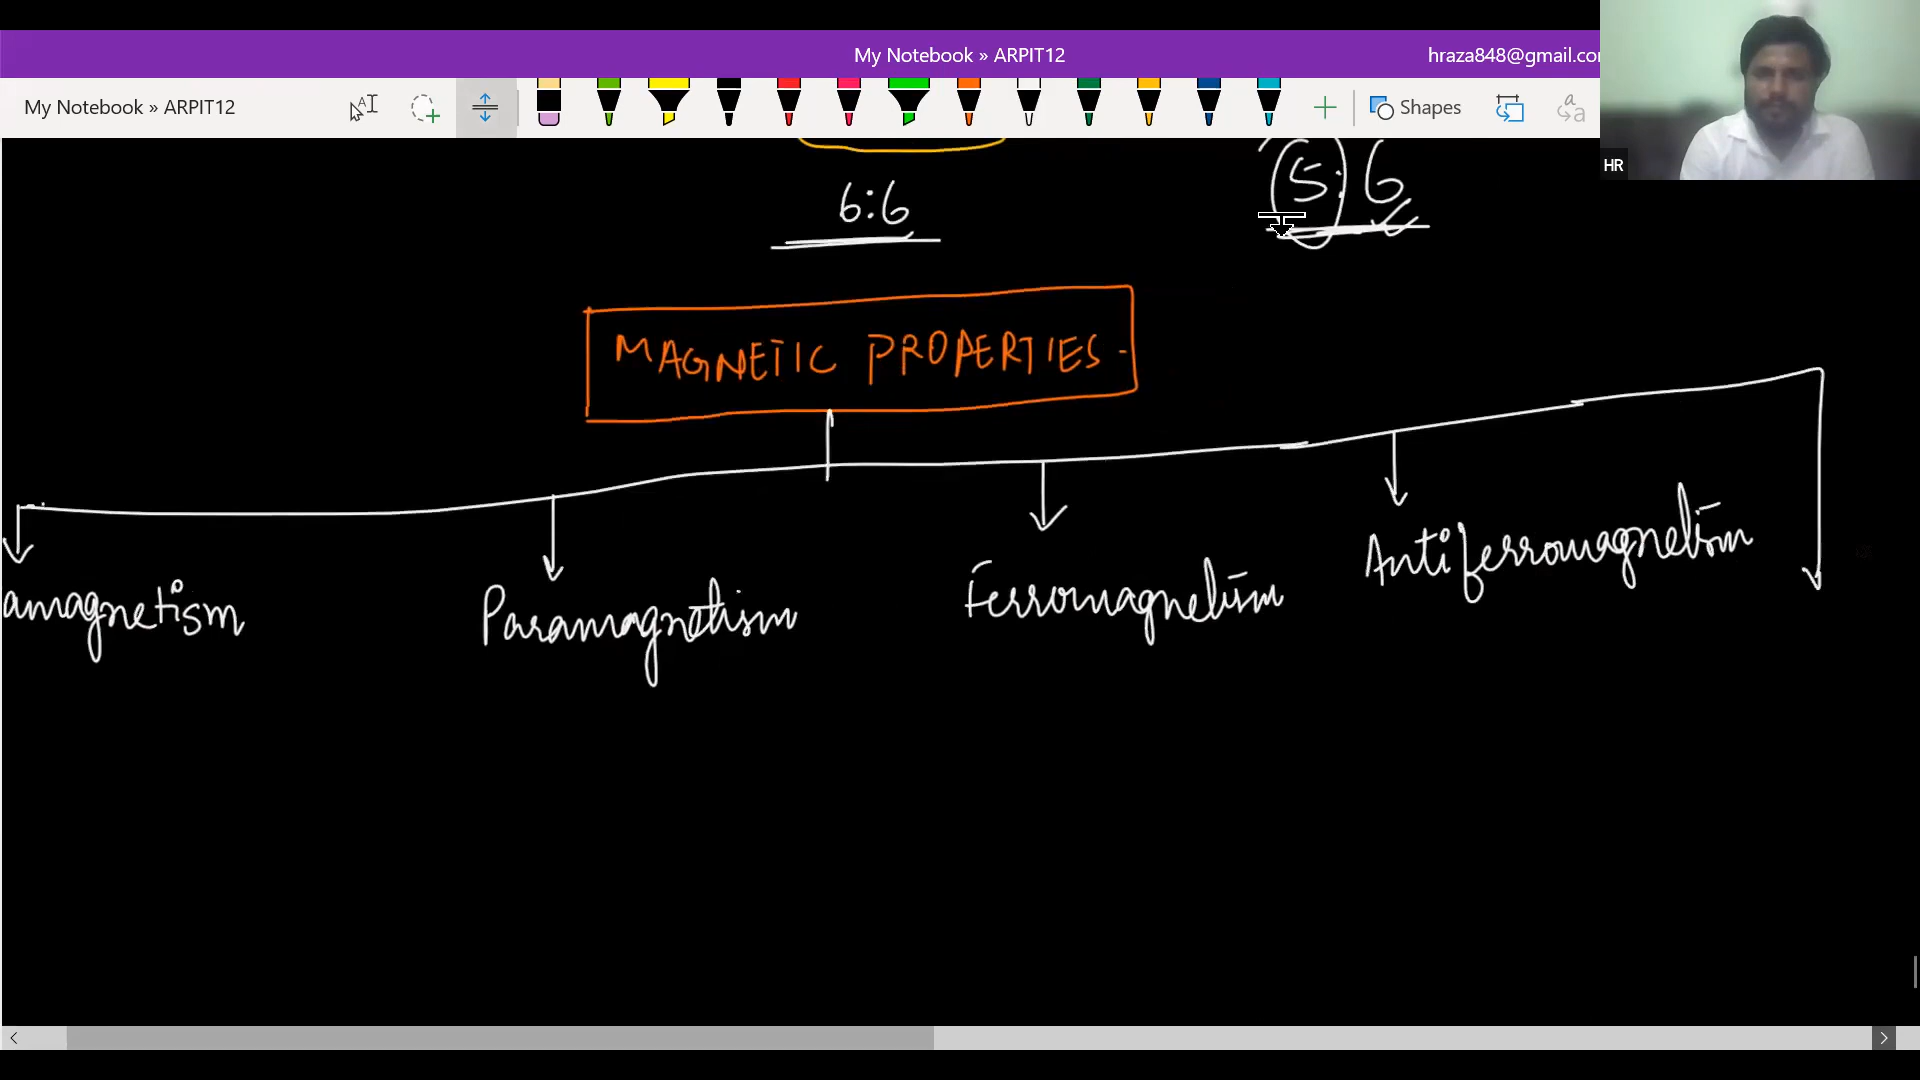 My Notebook » ARPIT12
hraza848@gmail.co
My Notebook » ARPIT12
Shapes
HR
6:6
5:6
MAGNETIC PROPERTIES
amagnetism
Paramagnetism
Ferromagnetism
Antiferromagnetism